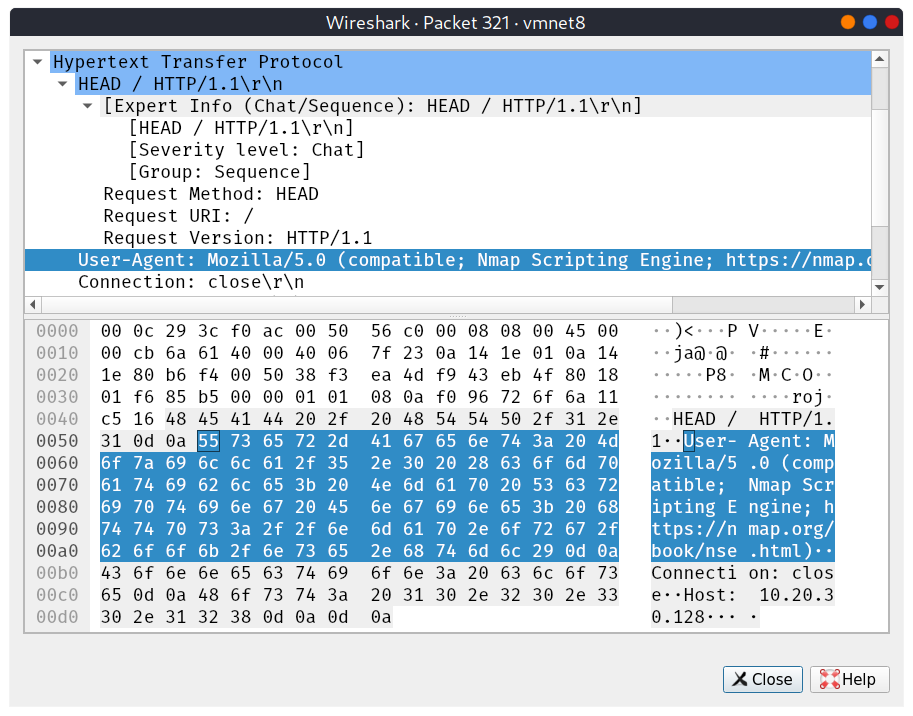 Wireshark · Packet 321 · vmnet8
Hypertext Transfer Protocol
HEAD / HTTP/1.1\r\n
[Expert Info (Chat/Sequence): HEAD / HTTP/1.1\r\n]
[HEAD / HTTP/1.1\r\n]
[Severity level: Chat]
[Group: Sequence]
Request Method: HEAD
Request URI: /
Request Version: HTTP/1.1
User-Agent: Mozilla/5.0 (compatible; Nmap Scripting Engine; https://nmap.o
Connection: close\r\n
0000 00 0c 29 3c f0 ac 00 50 56 c0 00 08 08 00 45 00 ··)<···P V·····E·
0010 00 cb 6a 61 40 00 40 06 7f 23 0a 14 1e 01 0a 14 ··ja@·@· ·#······
0020 1e 80 b6 f4 00 50 38 f3 ea 4d f9 43 eb 4f 80 18 ·····P8· ·M·C·O··
0030 01 f6 85 b5 00 00 01 01 08 0a f0 96 72 6f 6a 11 ········ ····roj·
0040 c5 16 48 45 41 44 20 2f 20 48 54 54 50 2f 31 2e ··HEAD / HTTP/1.
0050 31 0d 0a 55 73 65 72 2d 41 67 65 6e 74 3a 20 4d 1··User- Agent: M
0060 6f 7a 69 6c 6c 61 2f 35 2e 30 20 28 63 6f 6d 70 ozilla/5 .0 (comp
0070 61 74 69 62 6c 65 3b 20 4e 6d 61 70 20 53 63 72 atible; Nmap Scr
0080 69 70 74 69 6e 67 20 45 6e 67 69 6e 65 3b 20 68 ipting E ngine; h
0090 74 74 70 73 3a 2f 2f 6e 6d 61 70 2e 6f 72 67 2f ttps://n map.org/
00a0 62 6f 6f 6b 2f 6e 73 65 2e 68 74 6d 6c 29 0d 0a book/nse .html)··
00b0 43 6f 6e 6e 65 63 74 69 6f 6e 3a 20 63 6c 6f 73 Connecti on: clos
00c0 65 0d 0a 48 6f 73 74 3a 20 31 30 2e 32 30 2e 33 e··Host: 10.20.3
00d0 30 2e 31 32 38 0d 0a 0d 0a 0.128··· ·
Close Help